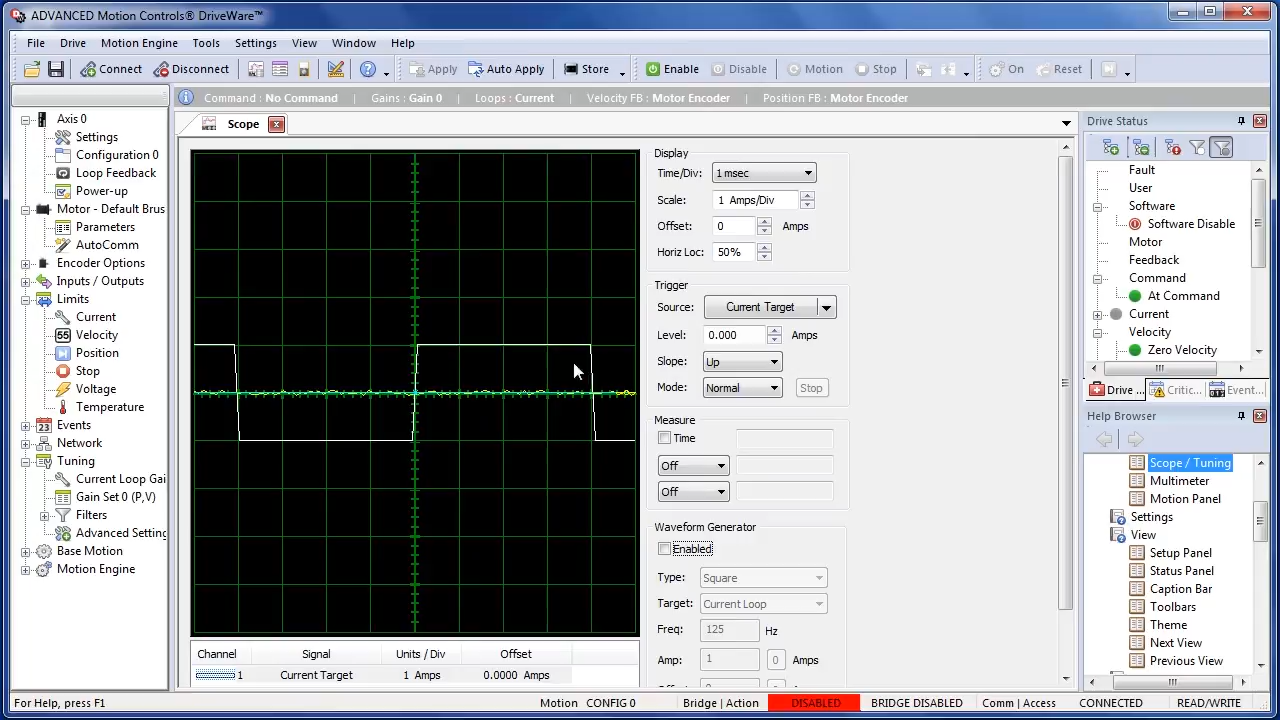 ADVANCED Motion Controls® DriveWare™
File Drive Motion Engine Tools Settings View Window Help
Connect Disconnect Apply Auto Apply Store Enable Disable Motion Stop On Reset
Command : No Command Gains : Gain 0 Loops : Current Velocity FB : Motor Encoder Position FB : Motor Encoder
Axis 0
Settings
Configuration 0
Loop Feedback
Power-up
Motor - Default Brus
Parameters
AutoComm
Encoder Option
Inputs / Outputs
Limits
Current
Velocity
Position
Stop
Voltage
Temperature
Events
Network
Tuning
Current Loop Gai
Gain Set 0 (P,V)
Filters
Advanced Setting
Base Motion
Motion Engine
Scope
Display
Time/Div: 1 msec
Scale: 1 Amps/Div
Offset: 0 Amps
Horiz Loc: 50%
Trigger
Source: Current Target
Level: 0.000 Amps
Slope: Up
Mode: Normal Stop
Measure
Time
Off
Off
Waveform Generator
Enabled
Type: Square
Target: Current Loop
Freq: 125 Hz
Amp: 1 0 Amps
Channel Signal Units / Div Offset
1 Current Target 1 Amps 0.0000 Amps
Drive Status
Fault
User
Software
Software Disable
Motor
Feedback
Command
At Command
Current
Velocity
Zero Velocity
Drive ... Critic... Event...
Help Browser
Scope / Tuning
Multimeter
Motion Panel
Settings
View
Setup Panel
Status Panel
Caption Bar
Toolbars
Theme
Next View
Previous View
For Help, press F Motion CONFIG 0 Bridge | Action DISABLED BRIDGE DISABLED Comm | Access CONNECTED READ/WRITE